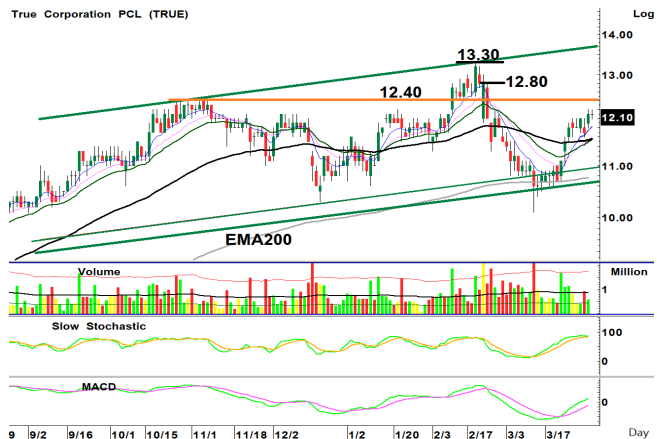 True Corporation PCL (TRUE)
Log
14.00
13.30
13.00
12.80
12.40
12.10
11.00
10.00
EMA200
Volume
Million
1
Slow Stochastic
100
0
MACD
0
9 9/2 9/16 10/1 10/15 11/1 11/18 12/2 1/2 1/20 2/3 2/17 3/3 3/17 Day